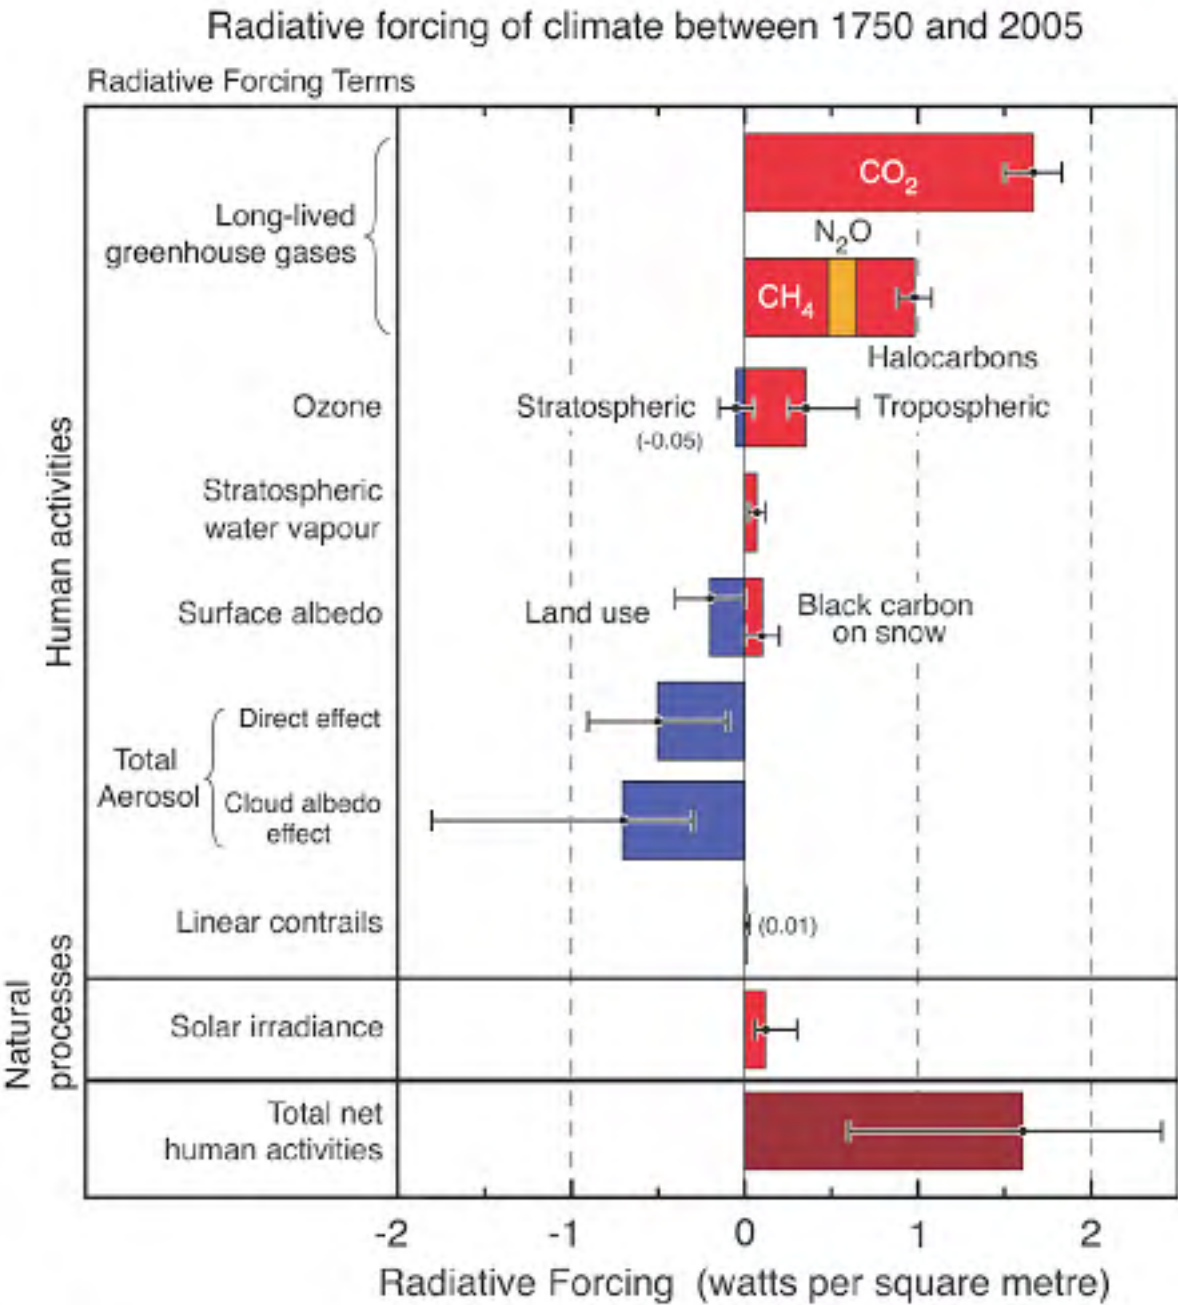 Radiative forcing of climate between 1750 and 2005
Radiative Forcing Terms
Human activities
Long-lived
greenhouse gases
CO₂
N₂O
CH₄
Halocarbons
Ozone
Stratospheric
(-0.05)
Tropospheric
Stratospheric
water vapour
Surface albedo
Land use
Black carbon
on snow
Total
Aerosol
Direct effect
Cloud albedo
effect
Linear contrails
(0.01)
Natural
processes
Solar irradiance
Total net
human activities
-2 -1 0 1 2
Radiative Forcing (watts per square metre)